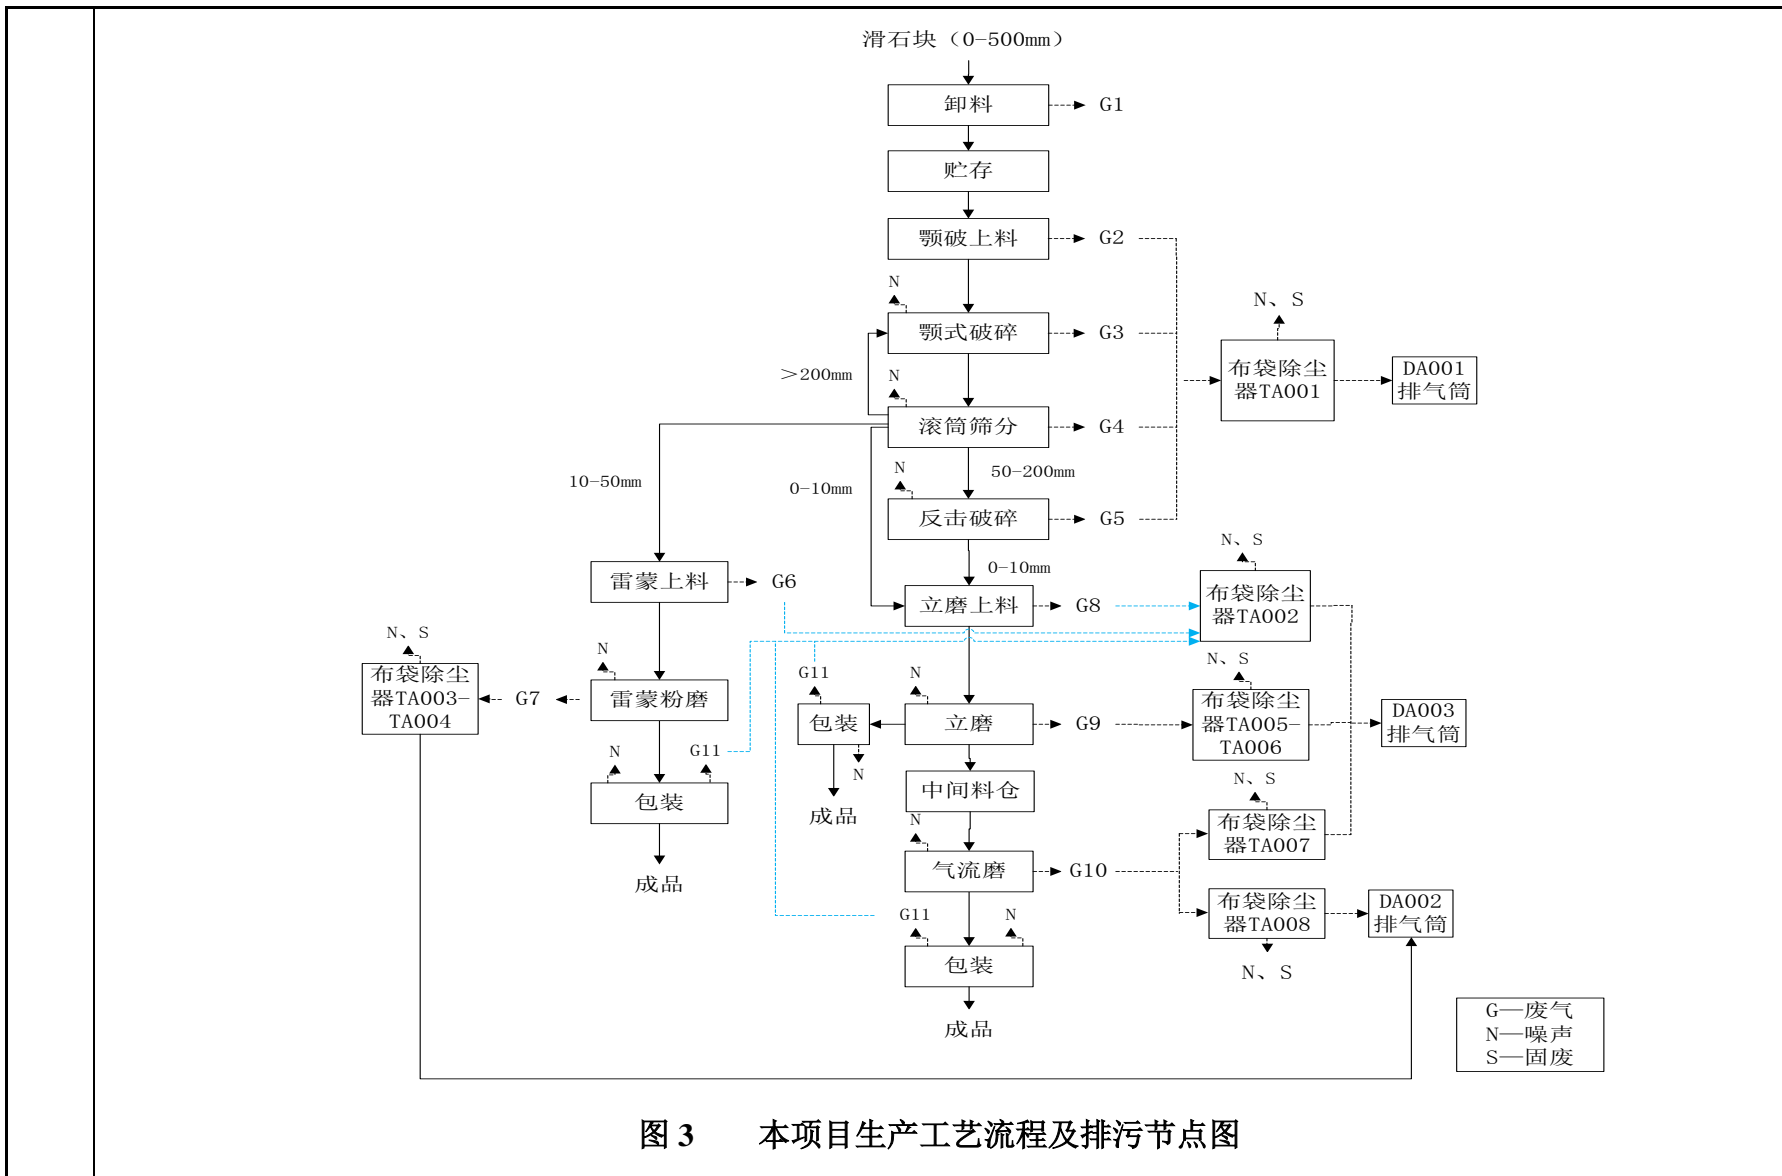 滑石块（0-500mm）
卸料
G1
贮存
颚破上料
G2
N
颚式破碎
G3
N、S
布袋除尘
器TA001
DA001
排气筒
>200mm
N
滚筒筛分
G4
10-50mm
0-10mm
50-200mm
N
反击破碎
G5
0-10mm
雷蒙上料
G6
立磨上料
G8
N、S
布袋除尘
器TA002
N、S
布袋除尘
器TA003-
TA004
G7
N
雷蒙粉磨
G11
包装
N
N
立磨
G9
N、S
布袋除尘
器TA005-
TA006
DA003
排气筒
N
G11
包装
成品
成品
中间料仓
N
气流磨
G10
N、S
布袋除尘
器TA007
布袋除尘
器TA008
N、S
DA002
排气筒
G11
N
包装
成品
G—废气
N—噪声
S—固废
图 3 本项目生产工艺流程及排污节点图